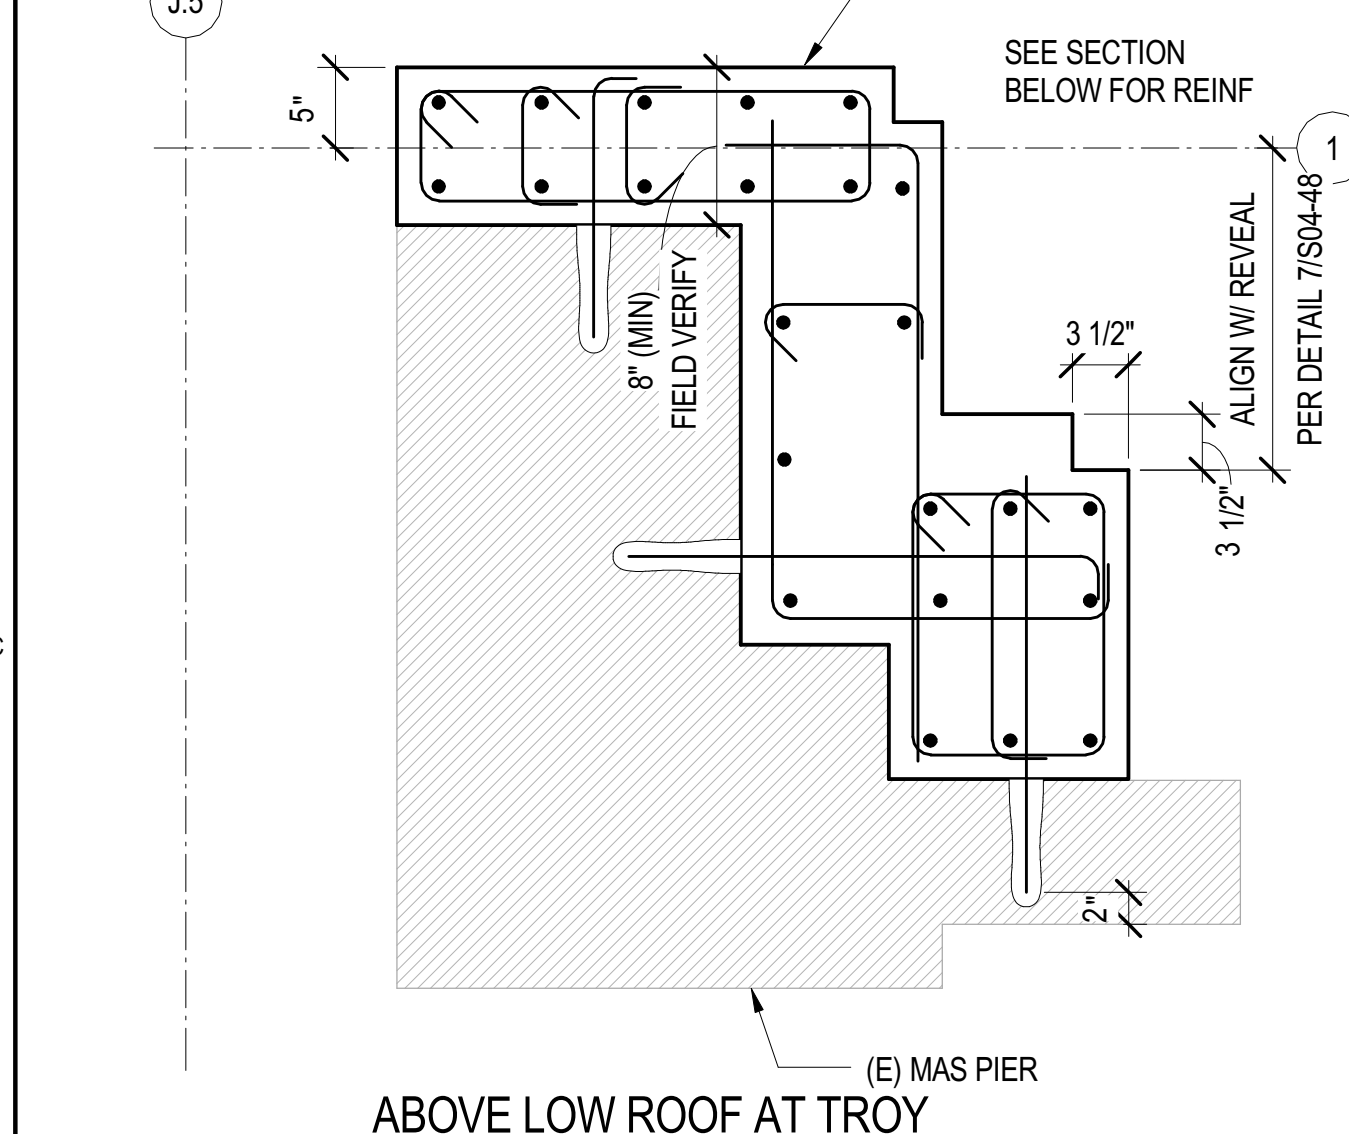 J.5
SEE SECTION
BELOW FOR REINF
5"
1
8" (MIN)
FIELD VERIFY
ALIGN W/ REVEAL
PER DETAIL 7/S04-48
3 1/2"
3 1/2"
2"
(E) MAS PIER
ABOVE LOW ROOF AT TROY